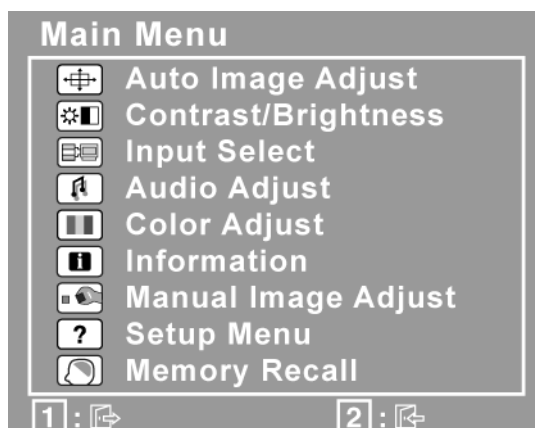 Main Menu
Auto Image Adjust
Contrast/Brightness
Input Select
Audio Adjust
Color Adjust
i Information
Manual Image Adjust
? Setup Menu
Memory Recall
1 : 2 :